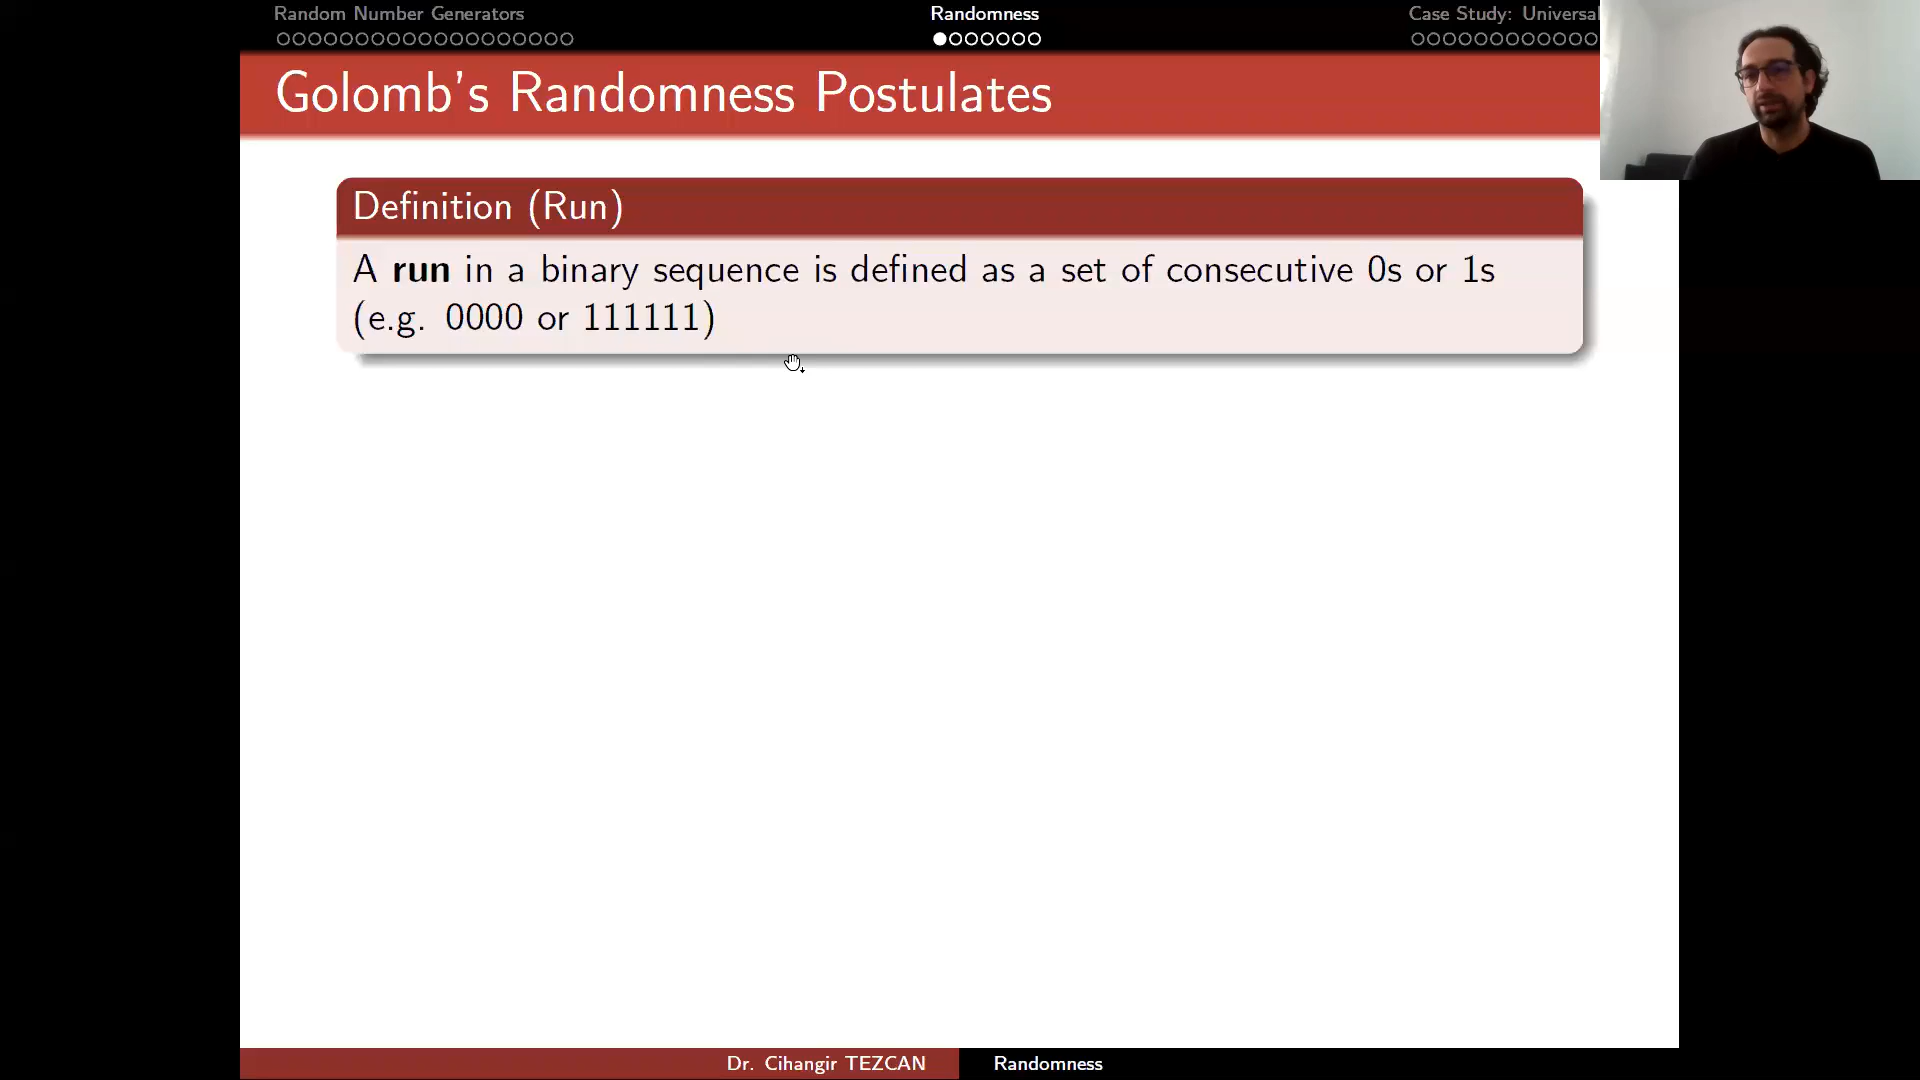 Random Number Generators
Randomness
Case Study: Universal
Golomb's Randomness Postulates
Definition (Run)
A run in a binary sequence is defined as a set of consecutive 0s or 1s
(e.g. 0000 or 111111)
Dr. Cihangir TEZCAN
Randomness